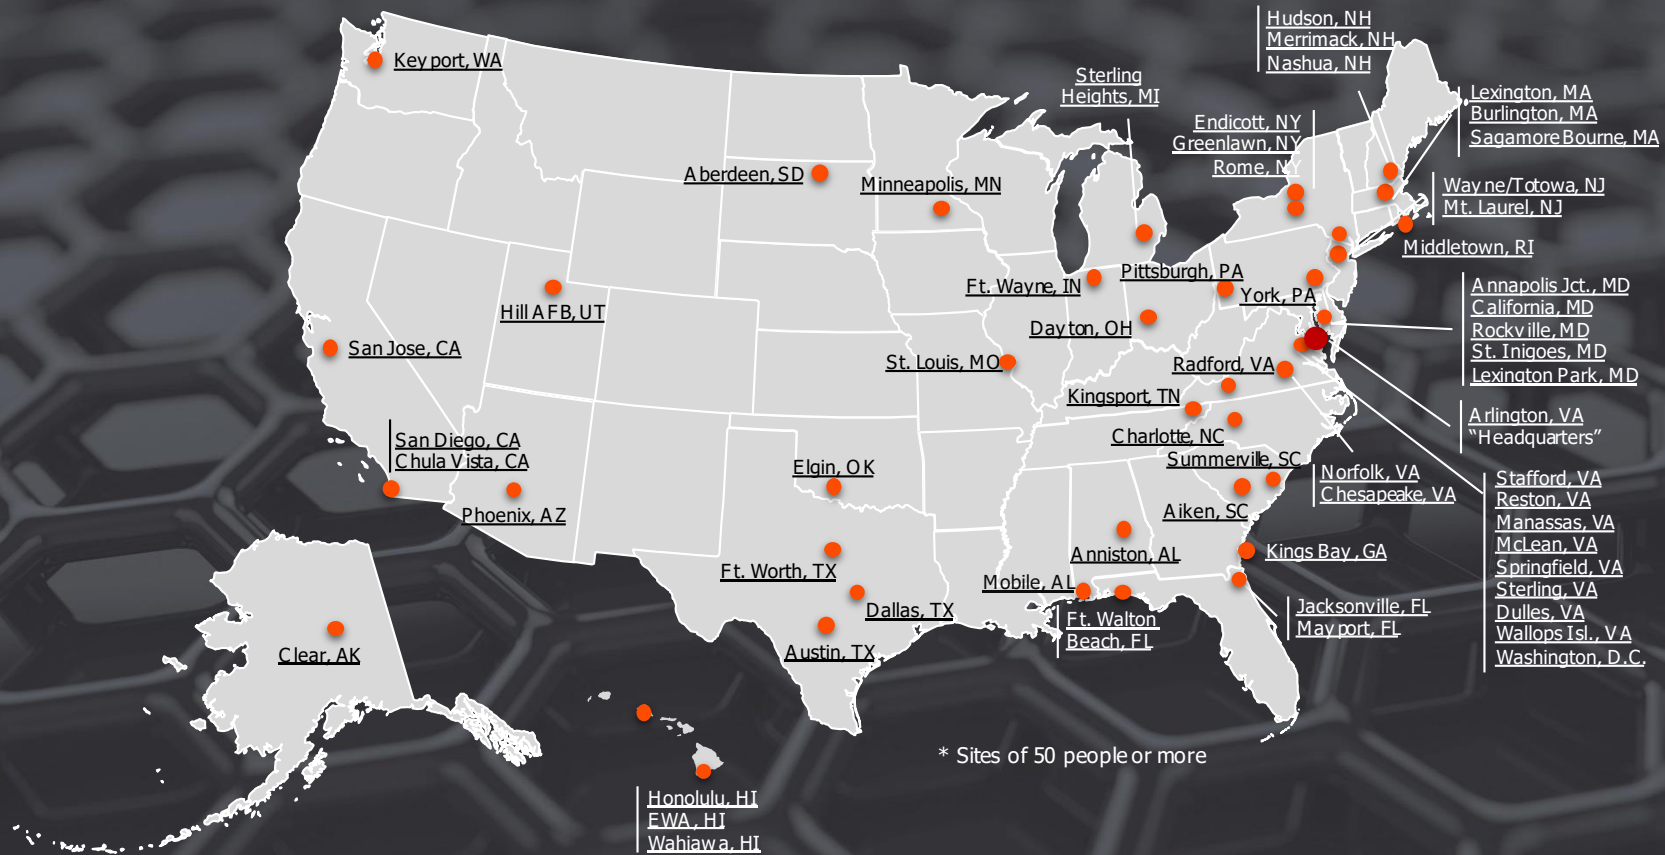 Hudson, NH
Merrimack, NH
Nashua, NH
Keyport, WA
Sterling
Heights, MI
Lexington, MA
Burlington, MA
Sagamore Bourne, MA
Endicott, NY
Greenlawn, NY
Rome, NY
Aberdeen, SD
Minneapolis, MN
Wayne/Totowa, NJ
Mt. Laurel, NJ
Middletown, RI
Pittsburgh, PA
Ft. Wayne, IN
York, PA
Annapolis Jct., MD
California, MD
Rockville, MD
St. Inigoes, MD
Lexington Park, MD
Hill AFB, UT
Dayton, OH
San Jose, CA
St. Louis, MO
Radford, VA
Kingsport, TN
Charlotte, NC
Arlington, VA
“Headquarters”
San Diego, CA
Chula Vista, CA
Elgin, OK
Summerville, SC
Norfolk, VA
Chesapeake, VA
Stafford, VA
Reston, VA
Manassas, VA
McLean, VA
Springfield, VA
Sterling, VA
Dulles, VA
Wallops Isl., VA
Washington, D.C.
Phoenix, AZ
Aiken, SC
Anniston, AL
Kings Bay, GA
Ft. Worth, TX
Mobile, AL
Dallas, TX
Ft. Walton
Beach, FL
Jacksonville, FL
Mayport, FL
Austin, TX
Clear, AK
* Sites of 50 people or more
Honolulu, HI
EWA, HI
Wahiawa, HI